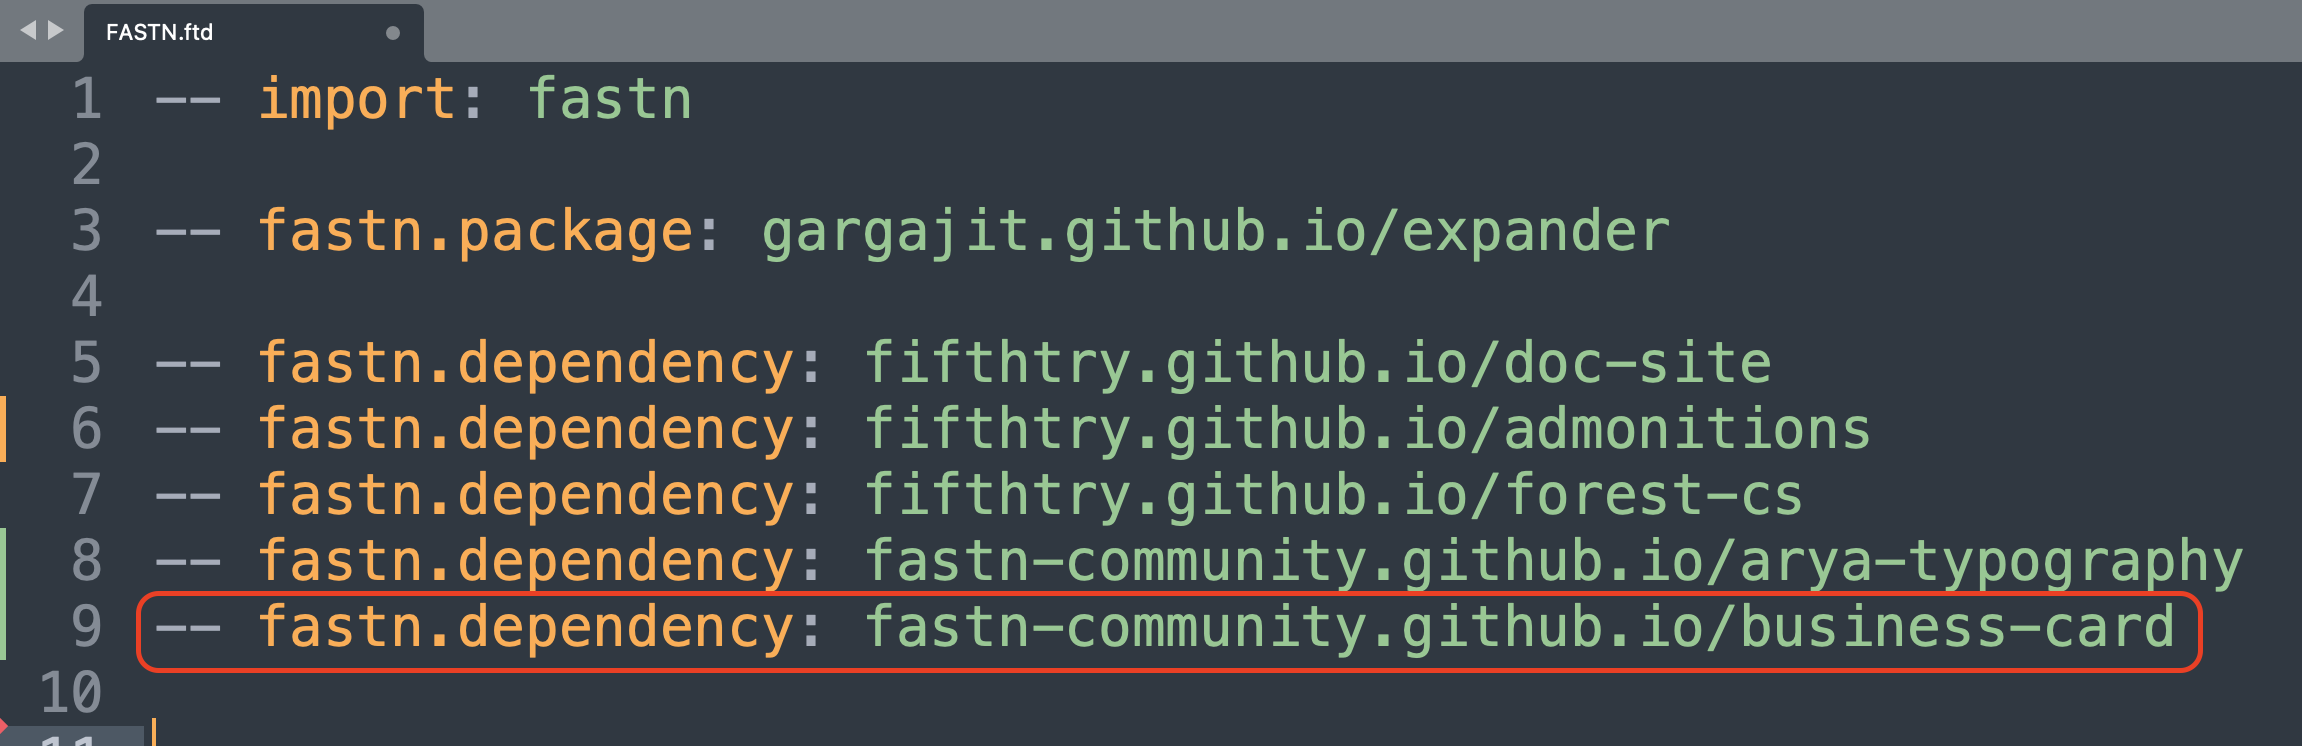 FASTN.ftd
1 -- import: fastn
2
3 -- fastn.package: gargajit.github.io/expander
4
5 -- fastn.dependency: fifthtry.github.io/doc-site
6 -- fastn.dependency: fifthtry.github.io/admonitions
7 -- fastn.dependency: fifthtry.github.io/forest-cs
8 -- fastn.dependency: fastn-community.github.io/arya-typography
9 -- fastn.dependency: fastn-community.github.io/business-card
10
11